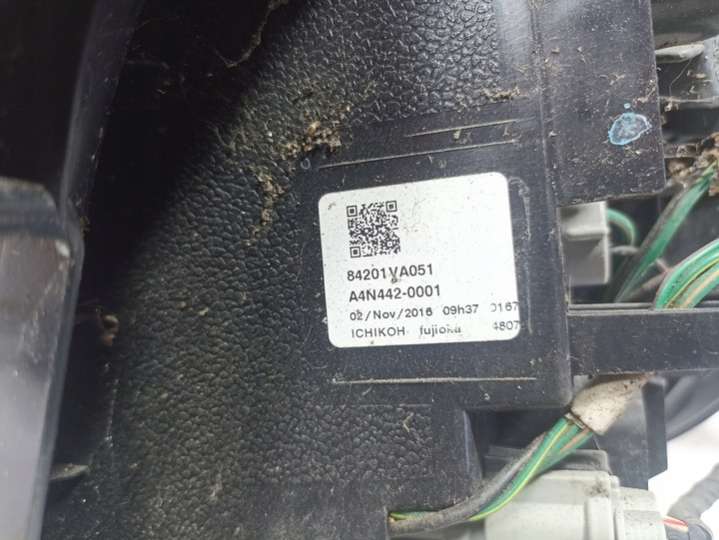 84201VA051
A4N442-0001
02/Nov/2016 09h37 0167
ICHIKOH fujioka 4807